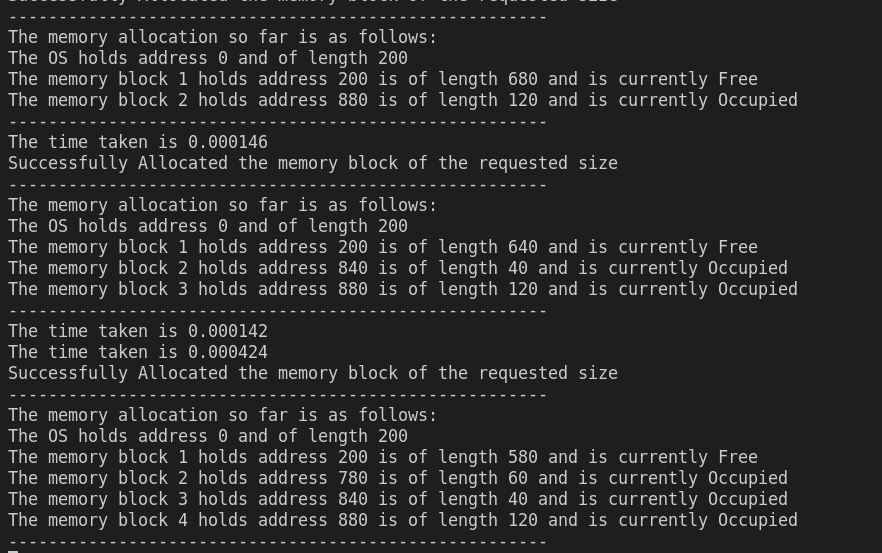 Successfully Allocated the memory block of the requested size
------------------------------------------------------
The memory allocation so far is as follows:
The OS holds address 0 and of length 200
The memory block 1 holds address 200 is of length 680 and is currently Free
The memory block 2 holds address 880 is of length 120 and is currently Occupied
------------------------------------------------------
The time taken is 0.000146
Successfully Allocated the memory block of the requested size
------------------------------------------------------
The memory allocation so far is as follows:
The OS holds address 0 and of length 200
The memory block 1 holds address 200 is of length 640 and is currently Free
The memory block 2 holds address 840 is of length 40 and is currently Occupied
The memory block 3 holds address 880 is of length 120 and is currently Occupied
------------------------------------------------------
The time taken is 0.000142
The time taken is 0.000424
Successfully Allocated the memory block of the requested size
------------------------------------------------------
The memory allocation so far is as follows:
The OS holds address 0 and of length 200
The memory block 1 holds address 200 is of length 580 and is currently Free
The memory block 2 holds address 780 is of length 60 and is currently Occupied
The memory block 3 holds address 840 is of length 40 and is currently Occupied
The memory block 4 holds address 880 is of length 120 and is currently Occupied
------------------------------------------------------